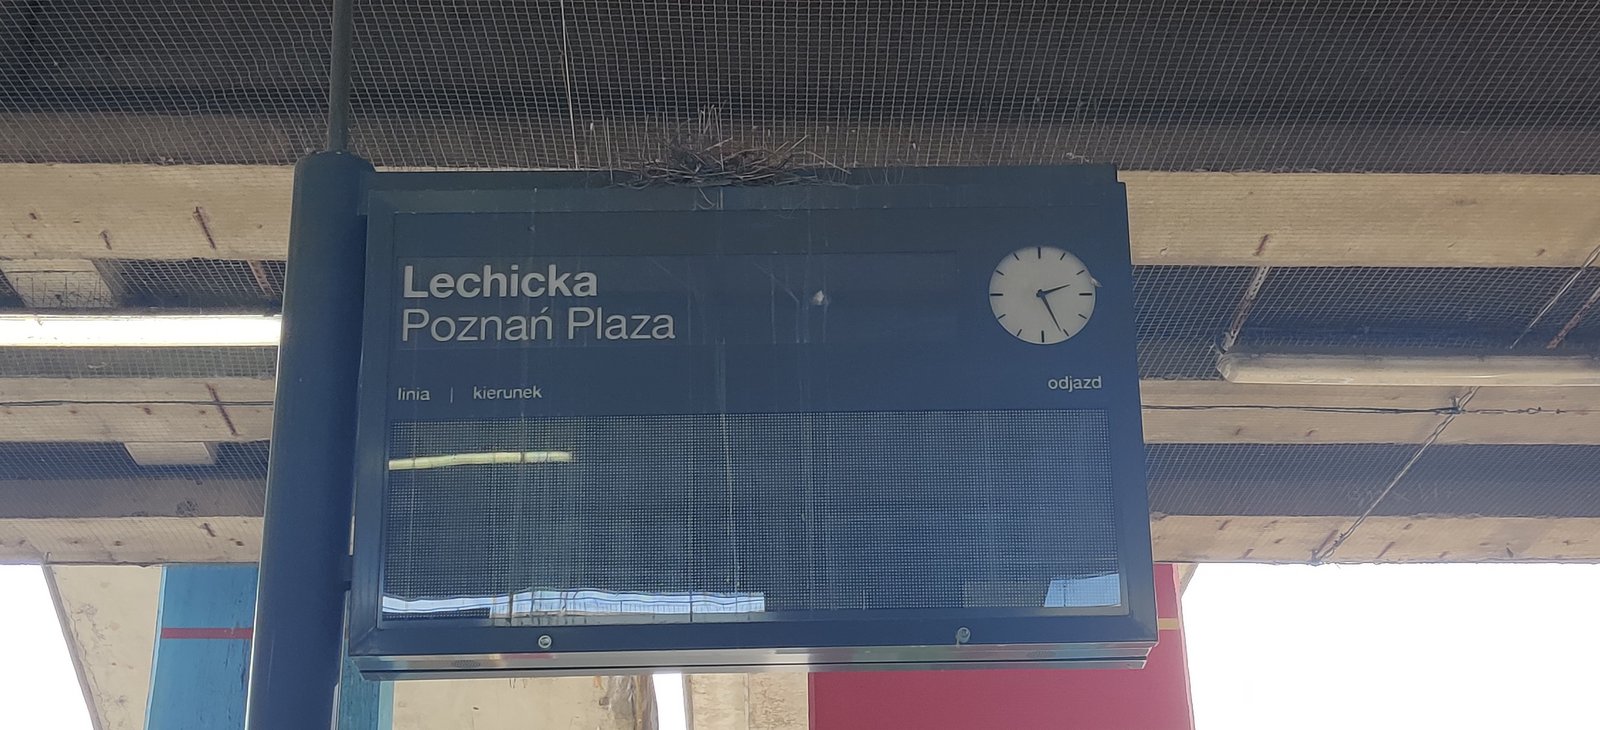 Lechicka
Poznań Plaza
linia | kierunek
odjazd